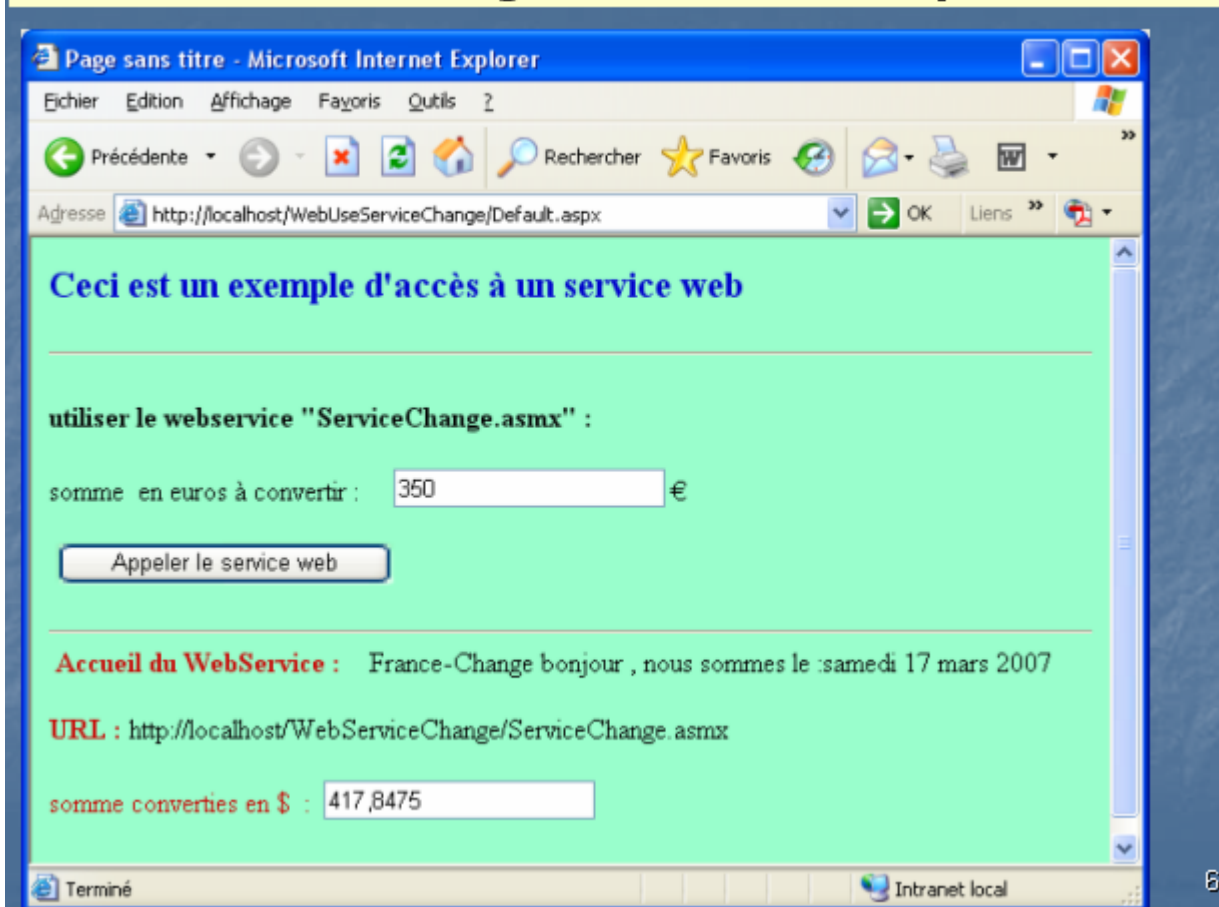 Page sans titre - Microsoft Internet Explorer
Fichier Edition Affichage Favoris Outils ?
Précédente Rechercher Favoris »
Adresse http://localhost/WebUseServiceChange/Default.aspx OK Liens »
Ceci est un exemple d'accès à un service web
utiliser le webservice "ServiceChange.asmx" :
somme en euros à convertir : 350 €
Appeler le service web
Accueil du WebService : France-Change bonjour , nous sommes le :samedi 17 mars 2007
URL : http://localhost/WebServiceChange/ServiceChange.asmx
somme converties en $ : 417,8475
Terminé Intranet local